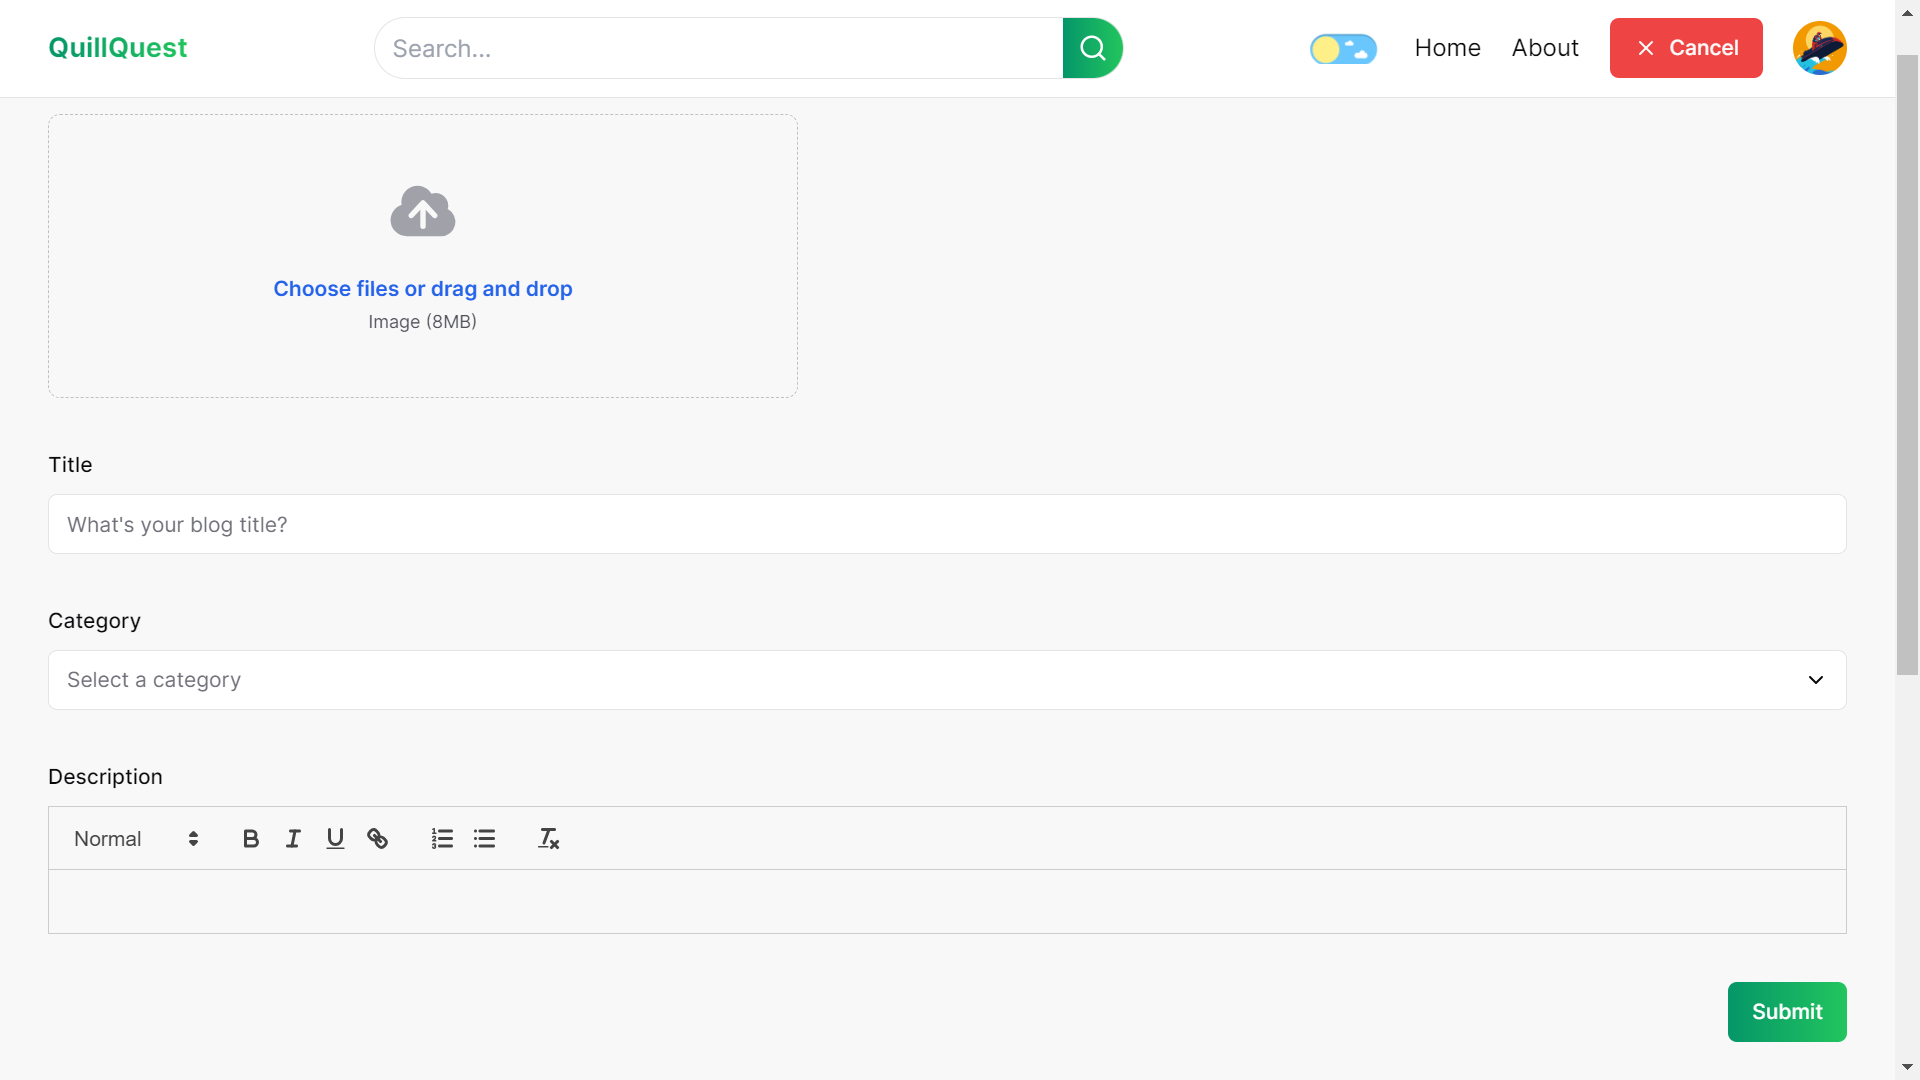 QuillQuest
Search...
Home
About
Cancel
Choose files or drag and drop
Image (8MB)
Title
What's your blog title?
Category
Select a category
Description
Normal
Submit